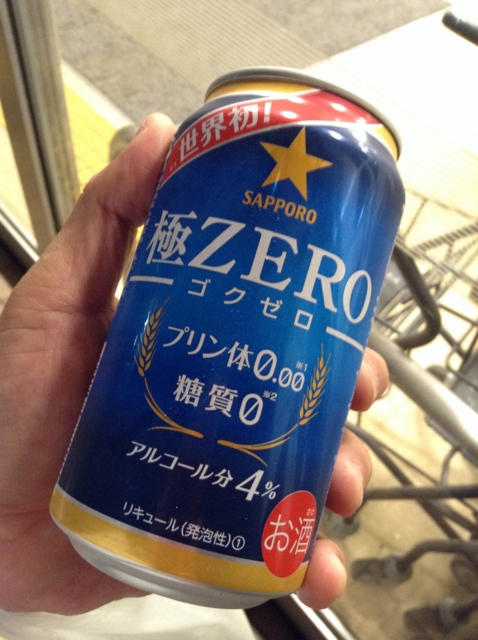 世界初!
SAPPORO
極ZERO
ゴクゼロ
プリン体0.00※1
糖質0※2
アルコール分4%
リキュール(発泡性)①
お酒